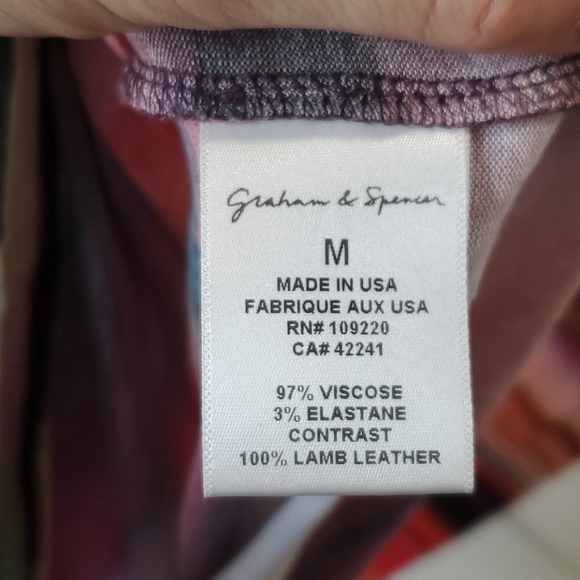 Graham & Spencer
M
MADE IN USA
FABRIQUE AUX USA
RN# 109220
CA# 42241
97% VISCOSE
3% ELASTANE
CONTRAST
100% LAMB LEATHER